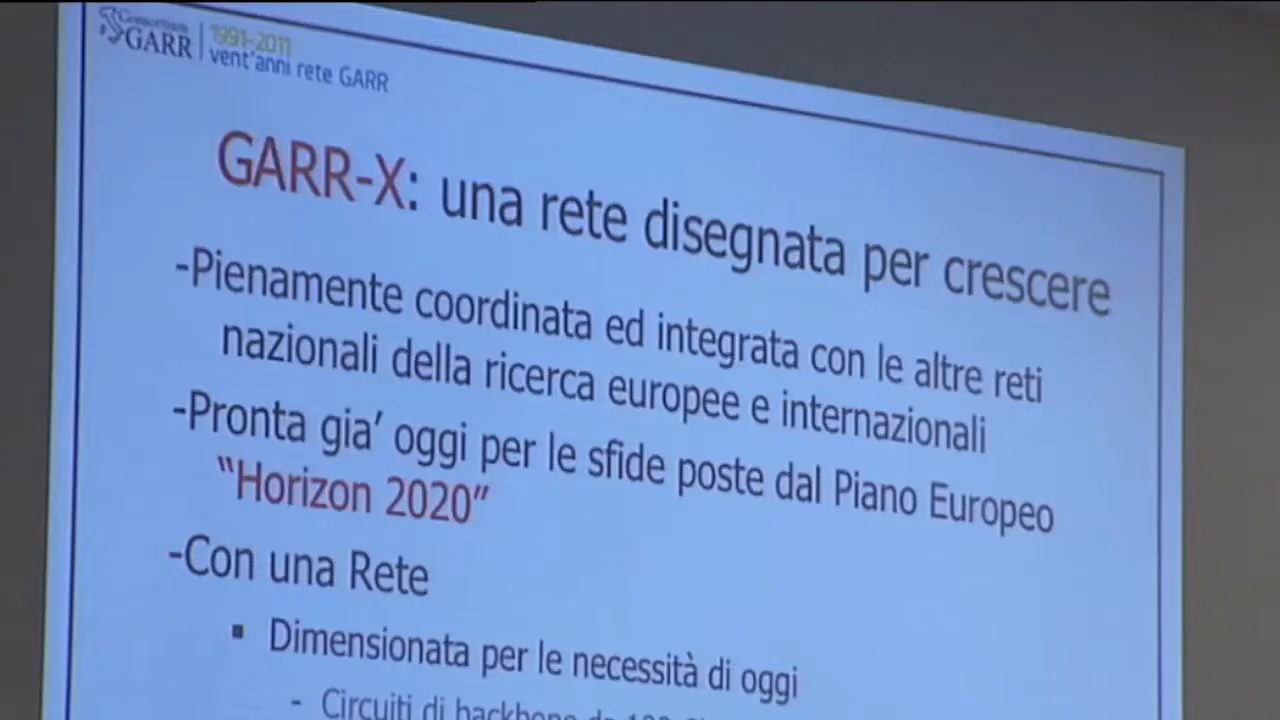 Consortium
GARR
1991-2011
vent'anni rete GARR
GARR-X: una rete disegnata per crescere
-Pienamente coordinata ed integrata con le altre reti
nazionali della ricerca europee e internazionali
-Pronta gia' oggi per le sfide poste dal Piano Europeo
"Horizon 2020"
-Con una Rete
▪ Dimensionata per le necessità di oggi
- Circuiti di backbone da